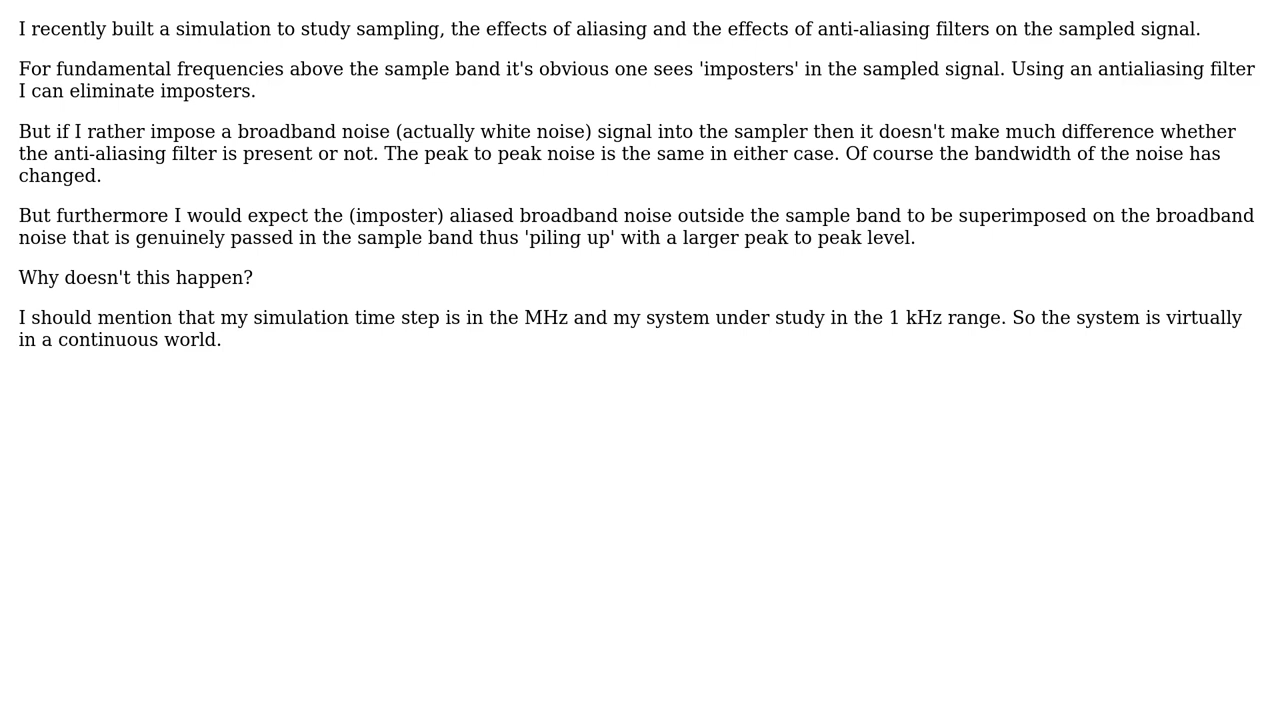 I recently built a simulation to study sampling, the effects of aliasing and the effects of anti-aliasing filters on the sampled signal.
For fundamental frequencies above the sample band it's obvious one sees 'imposters' in the sampled signal. Using an antialiasing filter
I can eliminate imposters.
But if I rather impose a broadband noise (actually white noise) signal into the sampler then it doesn't make much difference whether
the anti-aliasing filter is present or not. The peak to peak noise is the same in either case. Of course the bandwidth of the noise has
changed.
But furthermore I would expect the (imposter) aliased broadband noise outside the sample band to be superimposed on the broadband
noise that is genuinely passed in the sample band thus 'piling up' with a larger peak to peak level.
Why doesn't this happen?
I should mention that my simulation time step is in the MHz and my system under study in the 1 kHz range. So the system is virtually
in a continuous world.